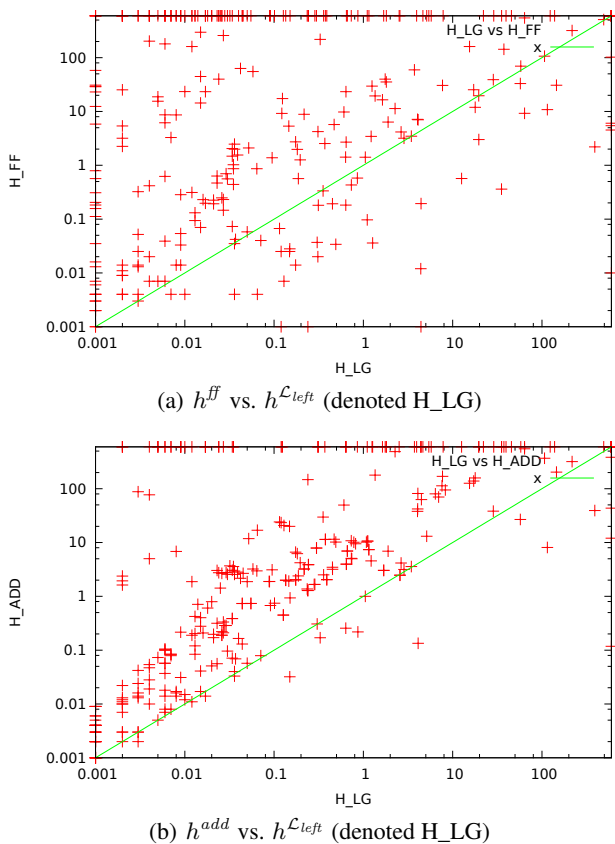 H_LG vs H_FF
x
100
10
1
0.1
0.01
0.001
H_FF
0.001 0.01 0.1 1 10 100
H_LG
(a) h^ff vs. h^ℒleft (denoted H_LG)
H_LG vs H_ADD
x
100
10
1
0.1
0.01
0.001
H_ADD
0.001 0.01 0.1 1 10 100
H_LG
(b) h^add vs. h^ℒleft (denoted H_LG)